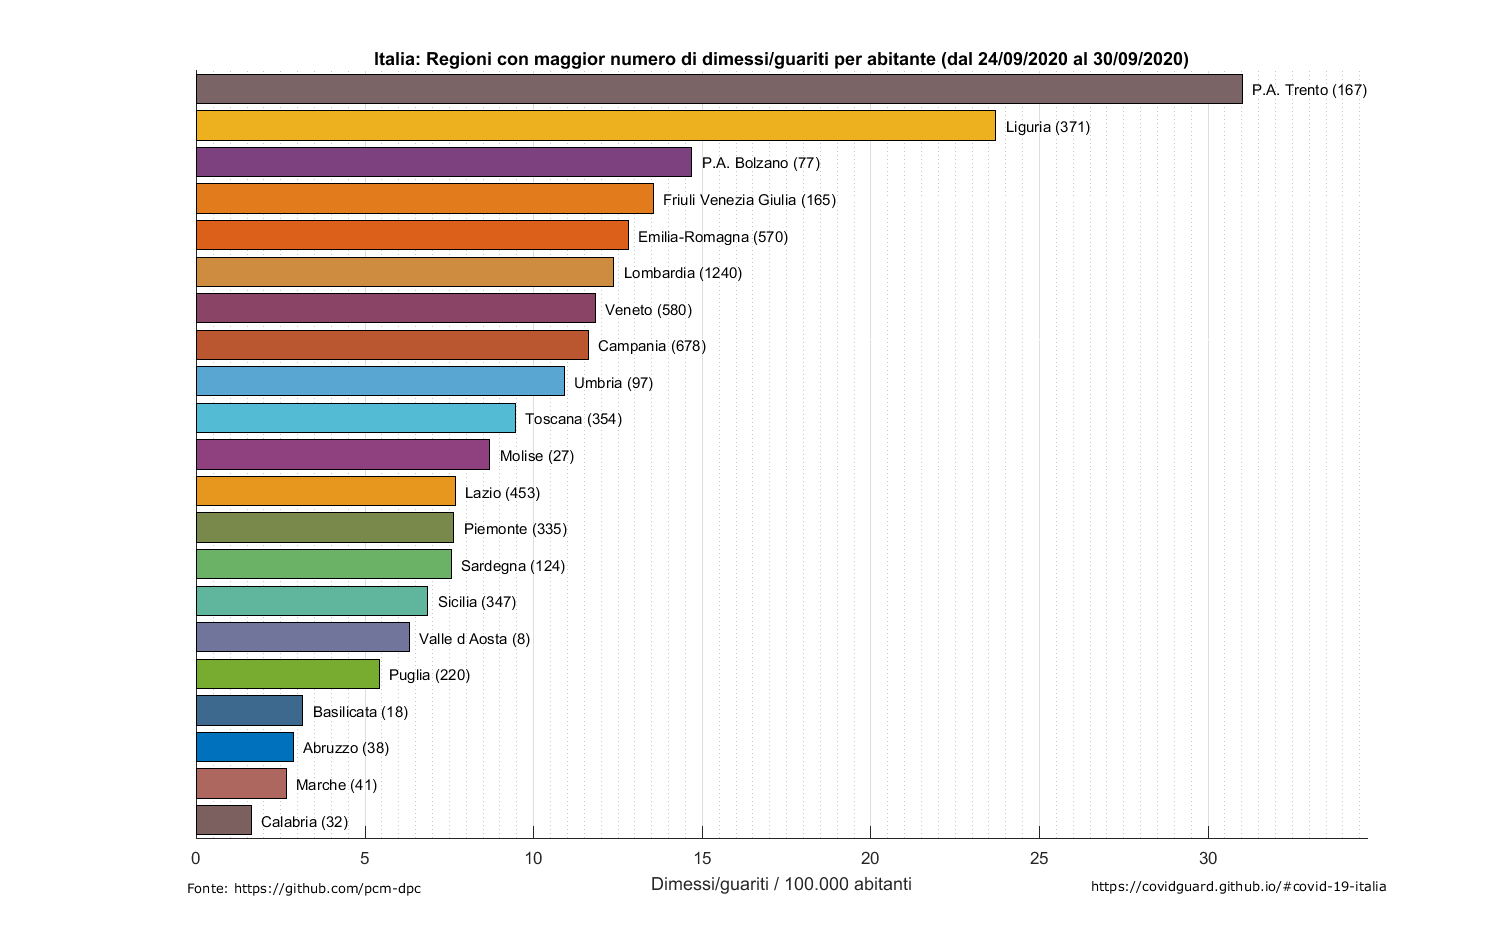 Italia: Regioni con maggior numero di dimessi/guariti per abitante (dal 24/09/2020 al 30/09/2020)
P.A. Trento (167)
Liguria (371)
P.A. Bolzano (77)
Friuli Venezia Giulia (165)
Emilia-Romagna (570)
Lombardia (1240)
Veneto (580)
Campania (678)
Umbria (97)
Toscana (354)
Molise (27)
Lazio (453)
Piemonte (335)
Sardegna (124)
Sicilia (347)
Valle d Aosta (8)
Puglia (220)
Basilicata (18)
Abruzzo (38)
Marche (41)
Calabria (32)
0 5 10 15 20 25 30
Dimessi/guariti / 100.000 abitanti
Fonte: https://github.com/pcm-dpc
https://covidguard.github.io/#covid-19-italia